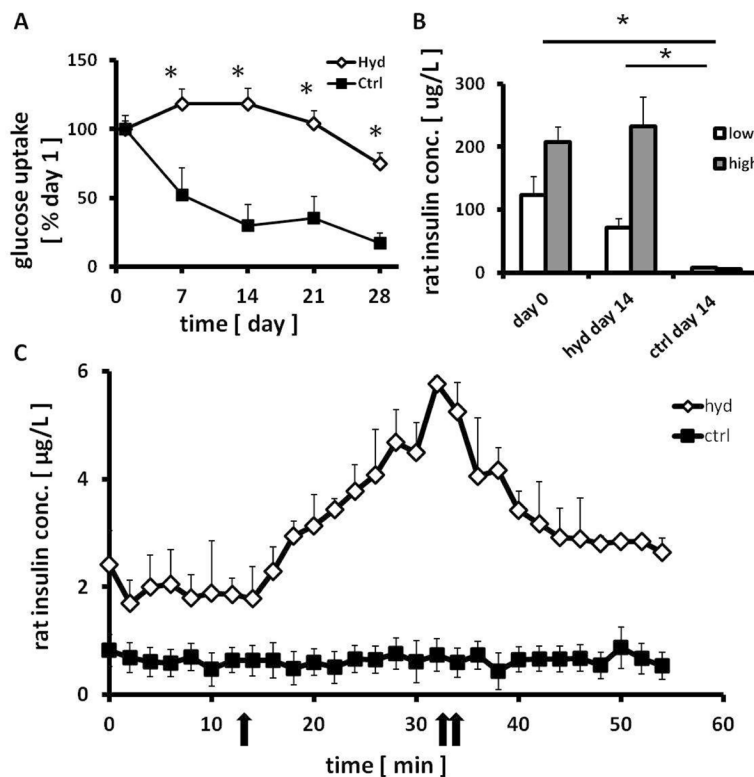 A
glucose uptake
[ % day 1 ]
150
100
50
0
* * * *
Hyd
Ctrl
0 7 14 21 28
time [ day ]
B
rat insulin conc. [ ug/L ]
*
*
300
200
100
0
low
high
day 0
hyd day 14
ctrl day 14
C
rat insulin conc. [ µg/L ]
6
4
2
0
hyd
ctrl
0 10 20 30 40 50 60
time [ min ]